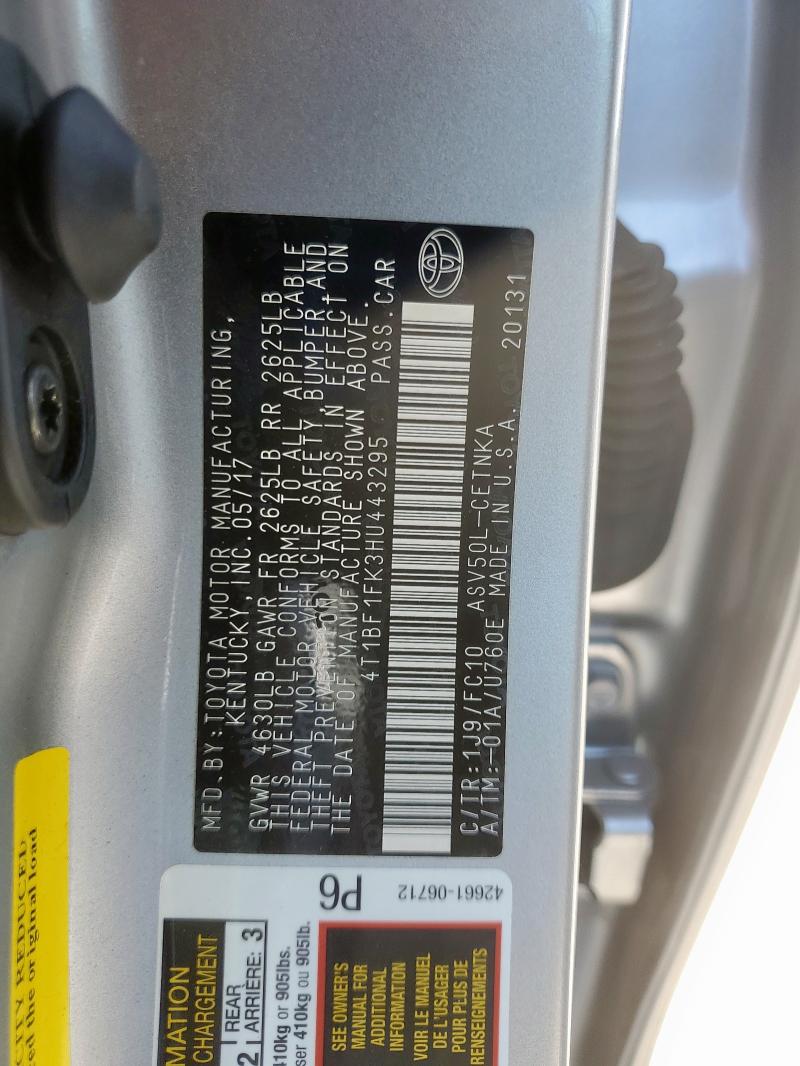 MFD. BY: TOYOTA MOTOR MANUFACTURING,
KENTUCKY, INC. 05/17
GVWR 4630LB GAWR FR 2625LB RR 2625LB
THIS VEHICLE CONFORMS TO ALL APPLICABLE
FEDERAL MOTOR VEHICLE SAFETY, BUMPER, AND
THEFT PREVENTION STANDARDS IN EFFECT ON
THE DATE OF MANUFACTURE SHOWN ABOVE.
4T1BF1FK3HU443295 PASS. CAR
C/TR: 1J9/FC10 ASV50L-CETNKA
A/TM: -01A/U760E MADE IN U.S.A. 20131
P6
42661-06712
MATION
CHARGEMENT
2 REAR
ARRIÈRE: 3
410kg or 905lbs.
ser 410kg ou 905lb.
SEE OWNER'S
MANUAL FOR
ADDITIONAL
INFORMATION
VOIR LE MANUEL
DE L'USAGER
POUR PLUS DE
RENSEIGNEMENTS
CITY REDUCED
ed the original load